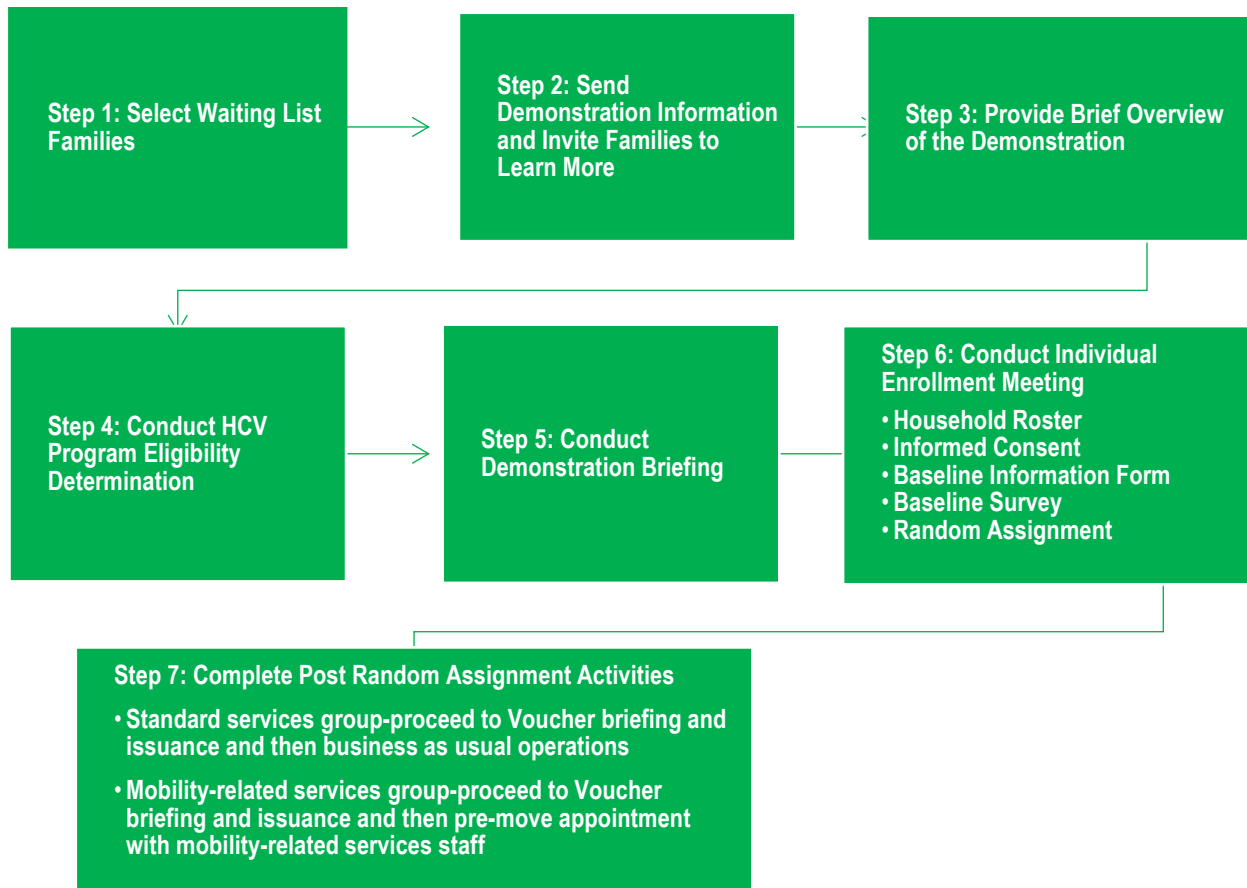 Step 1: Select Waiting List
Families
Step 2: Send
Demonstration Information
and Invite Families to
Learn More
Step 3: Provide Brief Overview
of the Demonstration
Step 4: Conduct HCV
Program Eligibility
Determination
Step 5: Conduct
Demonstration Briefing
Step 6: Conduct Individual
Enrollment Meeting
• Household Roster
• Informed Consent
• Baseline Information Form
• Baseline Survey
• Random Assignment
Step 7: Complete Post Random Assignment Activities
• Standard services group-proceed to Voucher briefing and
issuance and then business as usual operations
• Mobility-related services group-proceed to Voucher
briefing and issuance and then pre-move appointment
with mobility-related services staff